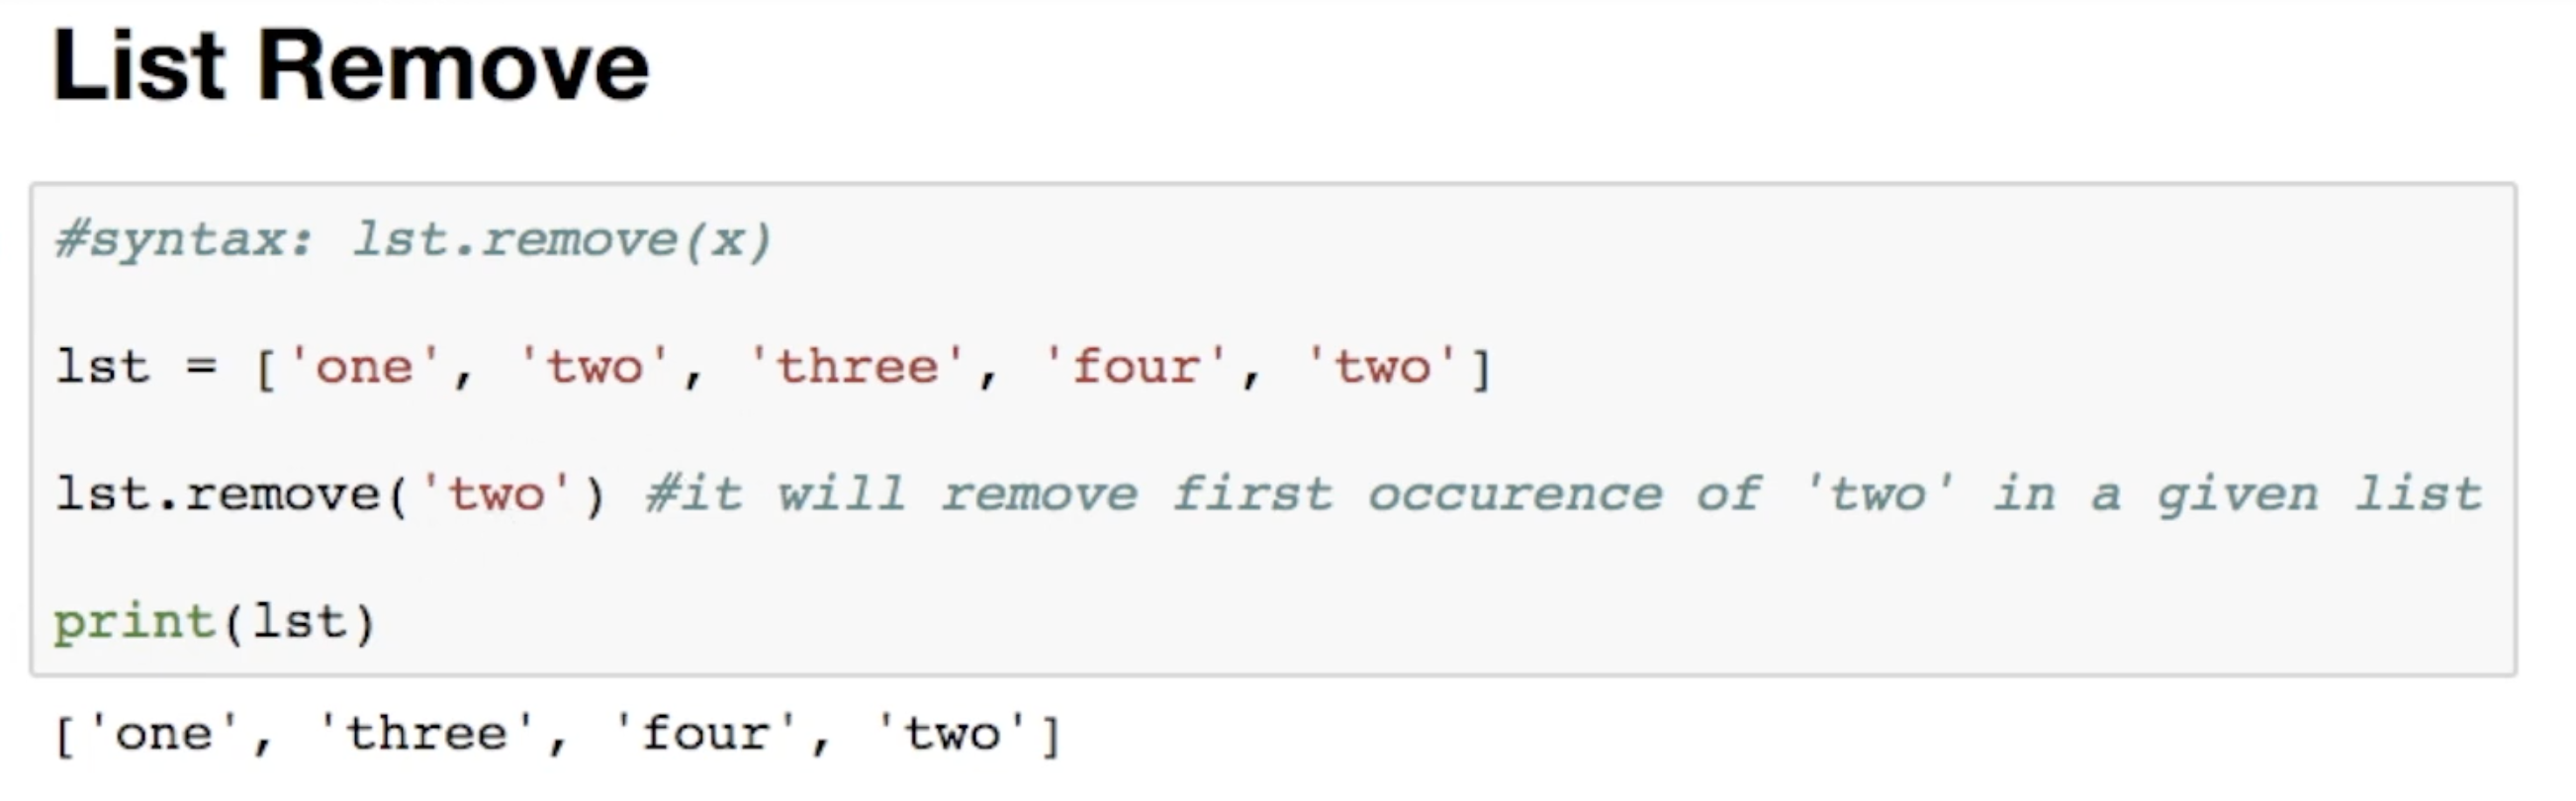 List Remove
#syntax: lst.remove(x)
lst = ['one', 'two', 'three', 'four', 'two']
lst.remove('two') #it will remove first occurence of 'two' in a given list
print(lst)
['one', 'three', 'four', 'two']